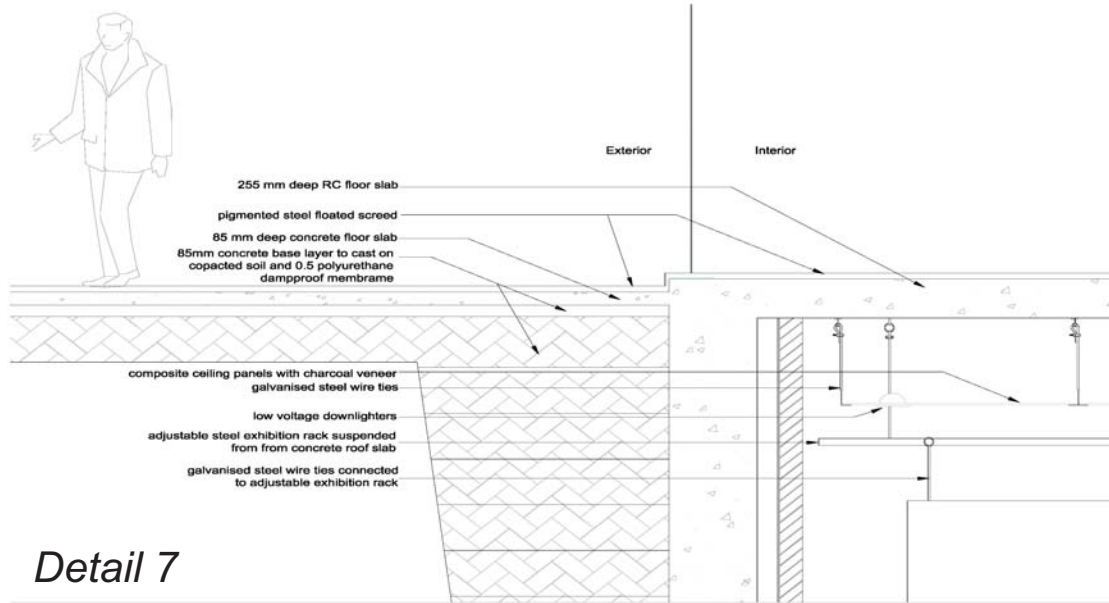 Exterior
Interior
255 mm deep RC floor slab
pigmented steel floated screed
85 mm deep concrete floor slab
85mm concrete base layer to cast on
copacted soil and 0.5 polyurethane
dampproof membrane
composite ceiling panels with charcoal veneer
galvanised steel wire ties
low voltage downlighters
adjustable steel exhibition rack suspended
from from concrete roof slab
galvanised steel wire ties connected
to adjustable exhibition rack
Detail 7